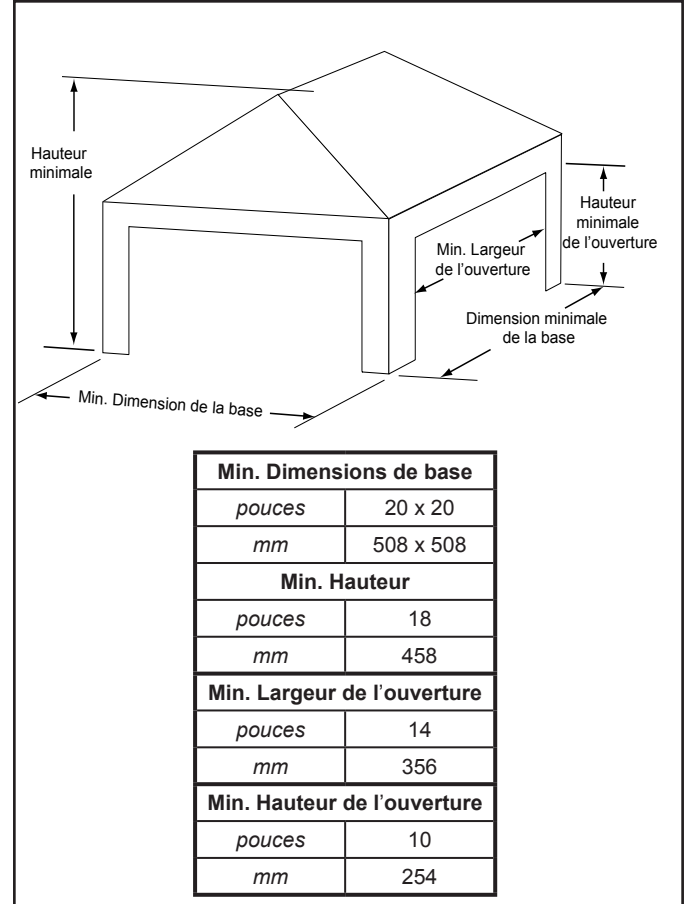 Hauteur
minimale
Hauteur
minimale
de l'ouverture
Min. Largeur
de l'ouverture
Dimension minimale
de la base
Min. Dimension de la base
Min. Dimensions de base
pouces 20 x 20
mm 508 x 508
Min. Hauteur
pouces 18
mm 458
Min. Largeur de l'ouverture
pouces 14
mm 356
Min. Hauteur de l'ouverture
pouces 10
mm 254